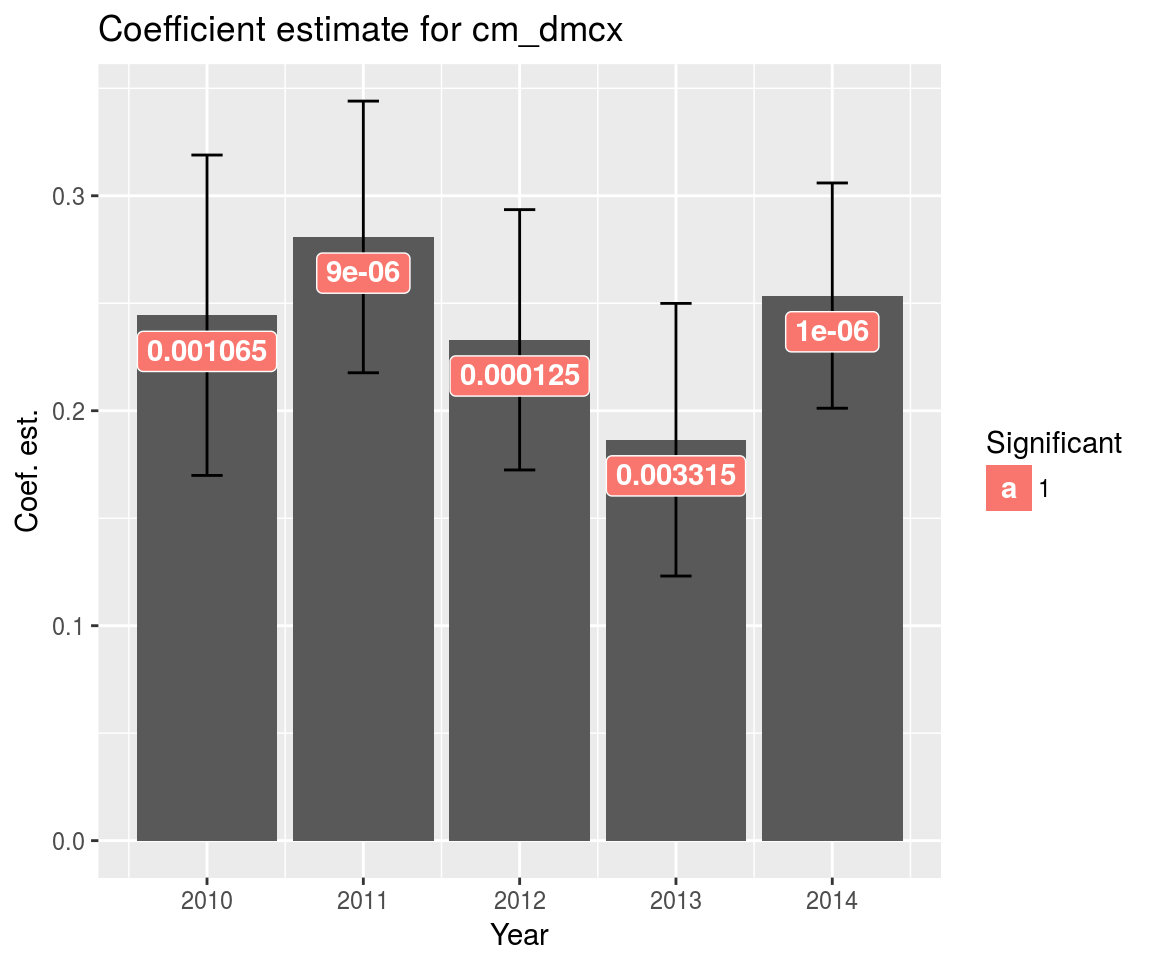 Coefficient estimate for cm_dmcx
Coef. est.
0.3
0.2
0.1
0.0
0.001065
9e-06
0.000125
0.003315
1e-06
2010 2011 2012 2013 2014
Year
Significant
a 1